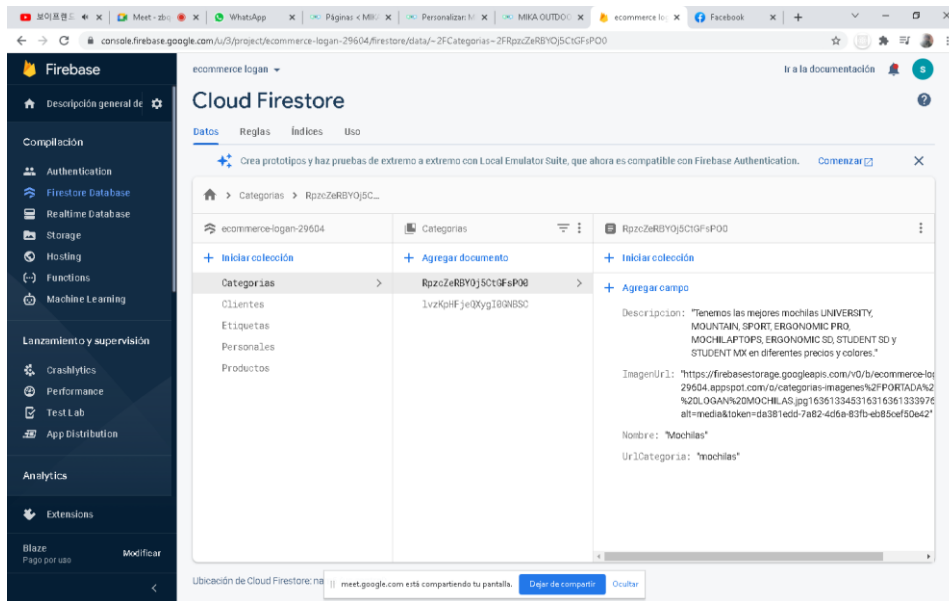 보이프렌드
Meet - zbq
WhatsApp
Páginas < MIK
Personalizar: M
MIKA OUTDOO
ecommerce log
Facebook
console.firebase.google.com/u/3/project/ecommerce-logan-29604/firestore/data/~2FCategorias~2FRpzcZeRBYOj5CtGFsPO0
Firebase
ecommerce logan
Ir a la documentación
S
Descripción general de
Cloud Firestore
Datos Reglas Índices Uso
Compilación
Crea prototipos y haz pruebas de extremo a extremo con Local Emulator Suite, que ahora es compatible con Firebase Authentication. Comenzar
Authentication
Firestore Database
Realtime Database
Storage
Hosting
Functions
Machine Learning
Lanzamiento y supervisión
Crashlytics
Performance
Test Lab
App Distribution
Analytics
Extensions
Blaze
Pago por uso
Modificar
Categorias > RpzcZeRBYOj5C...
ecommerce-logan-29604
+ Iniciar colección
Categorias
Clientes
Etiquetas
Personales
Productos
Categorias
+ Agregar documento
RpzcZeRBYOj5CtGFsPO0
lvzKpHFjeQXygI0GNBSC
RpzcZeRBYOj5CtGFsPO0
+ Iniciar colección
+ Agregar campo
Descripcion: "Tenemos las mejores mochilas UNIVERSITY,
MOUNTAIN, SPORT, ERGONOMIC PRO,
MOCHILAPTOPS, ERGONOMIC SD, STUDENT SD y
STUDENT MX en diferentes precios y colores."
ImagenUrl: "https://firebasestorage.googleapis.com/v0/b/ecommerce-log
29604.appspot.com/o/categorias-imagenes%2FPORTADA%2
%20LOGAN%20MOCHILAS.jpg163613345316316361333976
alt=media&token=da381edd-7a82-4d6a-83fb-eb85cef50e42"
Nombre: "Mochilas"
UrlCategoria: "mochilas"
Ubicación de Cloud Firestore: na
meet.google.com está compartiendo tu pantalla.
Dejar de compartir
Ocultar